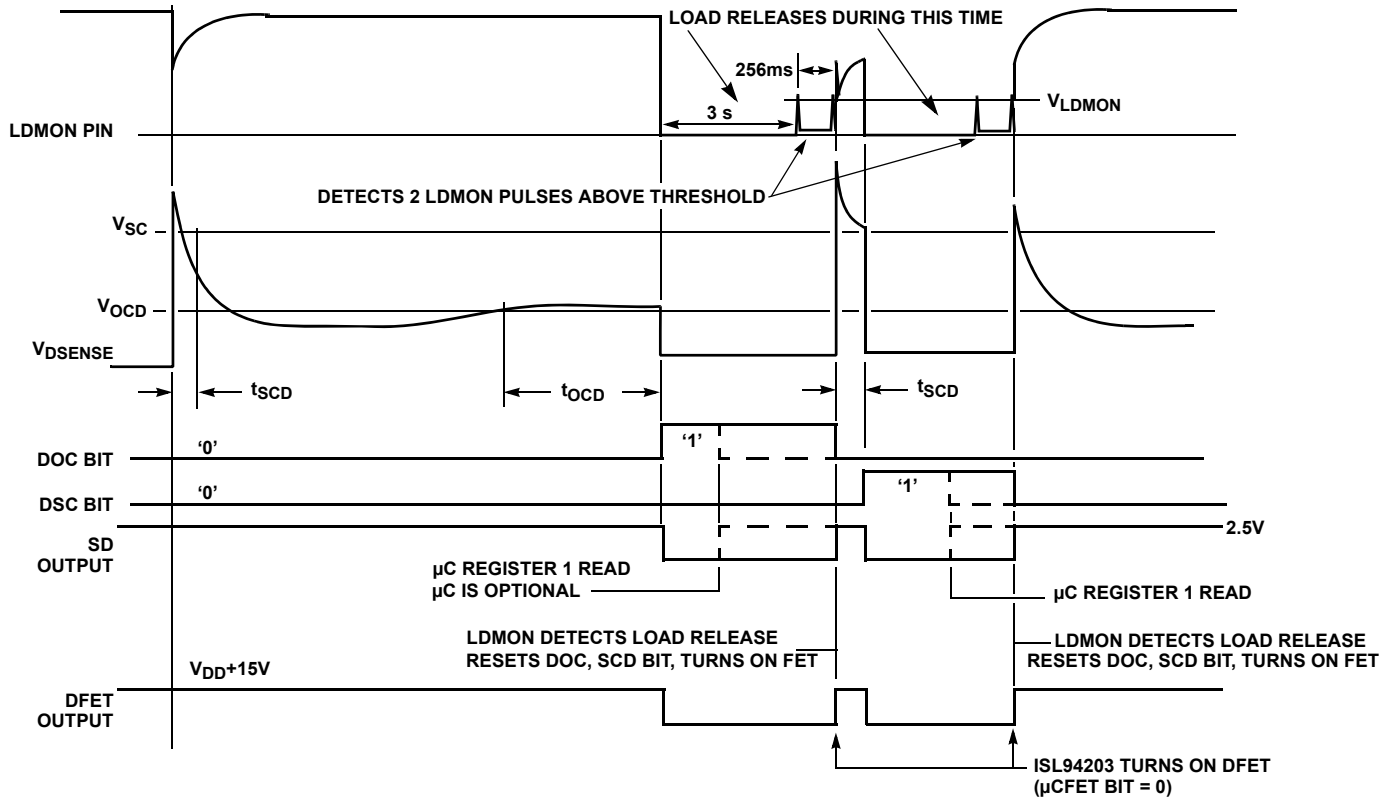 LOAD RELEASES DURING THIS TIME
256ms
VLDMON
3 s
LDMON PIN
DETECTS 2 LDMON PULSES ABOVE THRESHOLD
VSC
VOCD
VDSENSE
tSCD
tOCD
tSCD
'0'
'1'
DOC BIT
'0'
'1'
DSC BIT
2.5V
SD
OUTPUT
µC REGISTER 1 READ
µC IS OPTIONAL
µC REGISTER 1 READ
LDMON DETECTS LOAD RELEASE
RESETS DOC, SCD BIT, TURNS ON FET
LDMON DETECTS LOAD RELEASE
RESETS DOC, SCD BIT, TURNS ON FET
VDD+15V
DFET
OUTPUT
ISL94203 TURNS ON DFET
(µCFET BIT = 0)